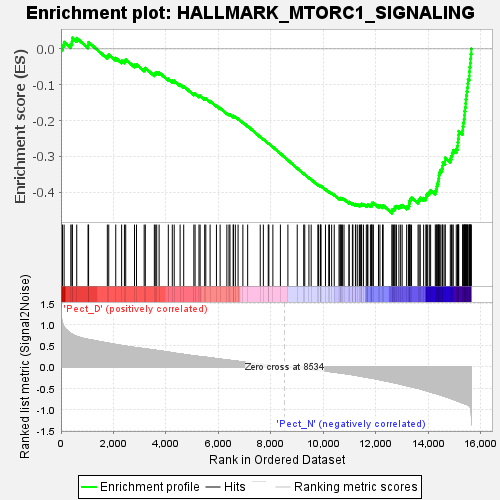 Enrichment plot: HALLMARK_MTORC1_SIGNALING
Enrichment score (ES)
0.0
-0.1
-0.2
-0.3
-0.4
'Pect_D' (positively correlated)
Ranked list metric (Signal2Noise)
1.5
1.0
0.5
0.0
-0.5
-1.0
-1.5
Zero cross at 8534
'Pect_N' (negatively correlated)
0 2,000 4,000 6,000 8,000 10,000 12,000 14,000 16,000
Rank in Ordered Dataset
Enrichment profile Hits Ranking metric scores